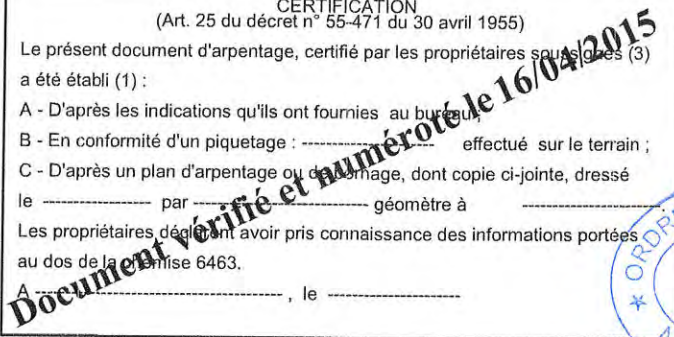 CERTIFICATION
(Art. 25 du décret n° 55-471 du 30 avril 1955)
Le présent document d'arpentage, certifié par les propriétaires soussignés (3)
a été établi (1) :
A - D'après les indications qu'ils ont fournies au bureau ;
B - En conformité d'un piquetage : ---------------------- effectué sur le terrain ;
C - D'après un plan d'arpentage ou de bornage, dont copie ci-jointe, dressé
le ----------------- par ---------------------------- géomètre à ----------------------.
Les propriétaires déclarent avoir pris connaissance des informations portées
au dos de la chemise 6463.
A ---------------------------------------- , le ----------------------
Document vérifié et numéroté le 16/04/2015
* ORDRE